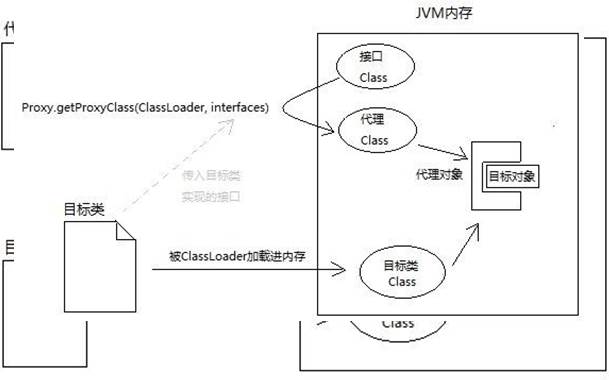 JVM内存
接口
Class
Proxy.getProxyClass(ClassLoader, interfaces)
代理
Class
代理对象
目标对象
传入目标类
实现的接口
目标类
被ClassLoader加载进内存
目标类
Class
Class